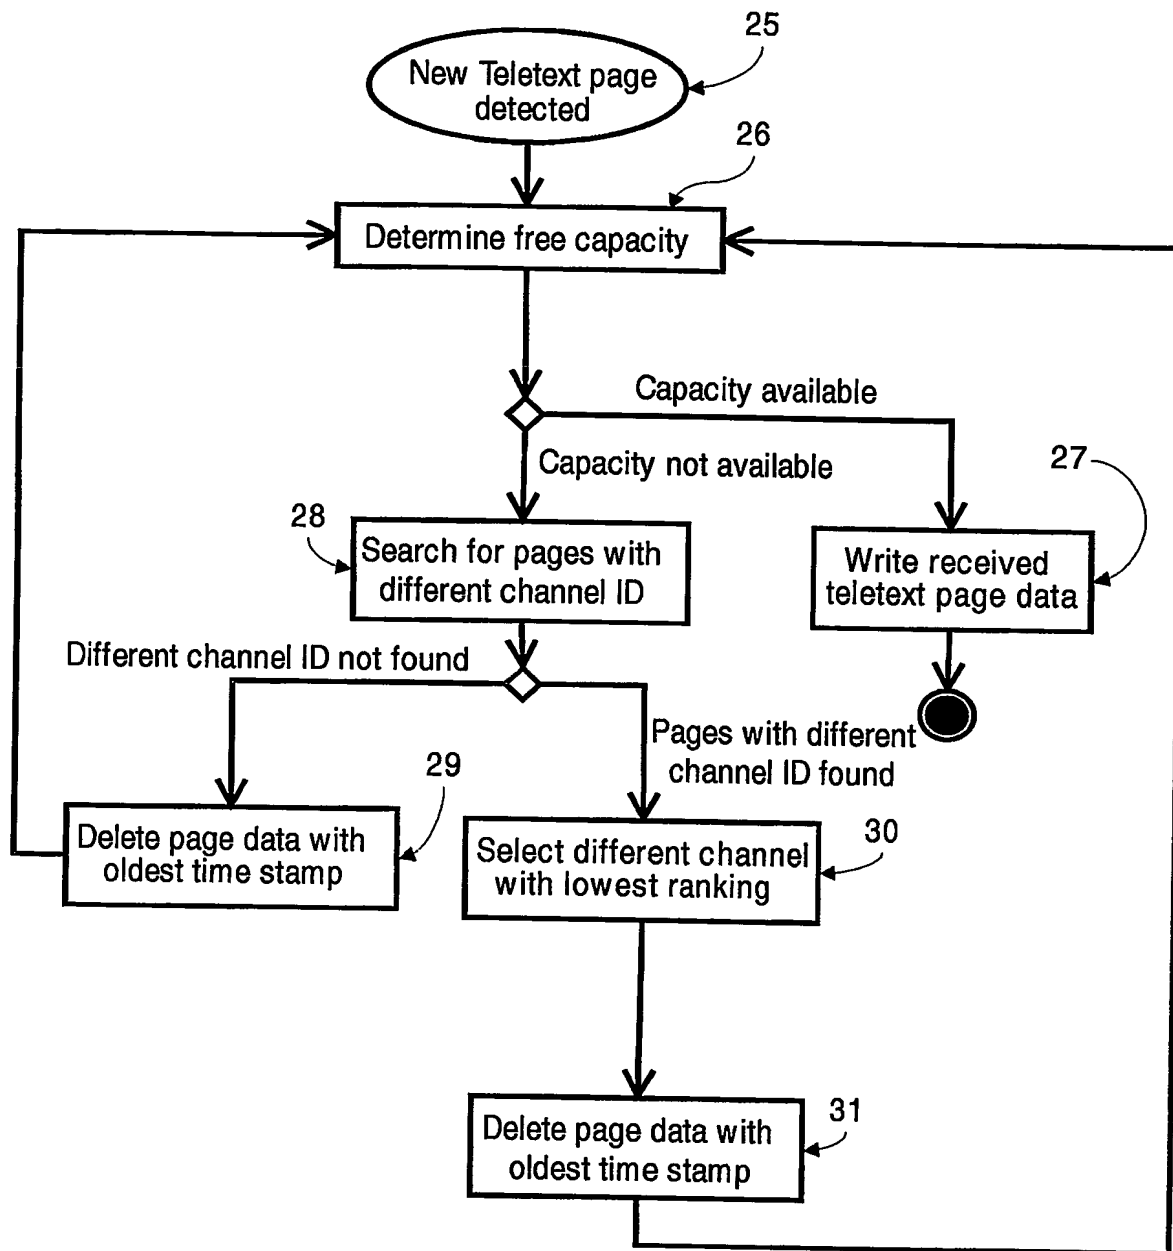 25
New Teletext page
detected
26
Determine free capacity
Capacity available
Capacity not available
27
28
Search for pages with
different channel ID
Write received
teletext page data
Different channel ID not found
Pages with different
channel ID found
29
Delete page data with
oldest time stamp
30
Select different channel
with lowest ranking
31
Delete page data with
oldest time stamp